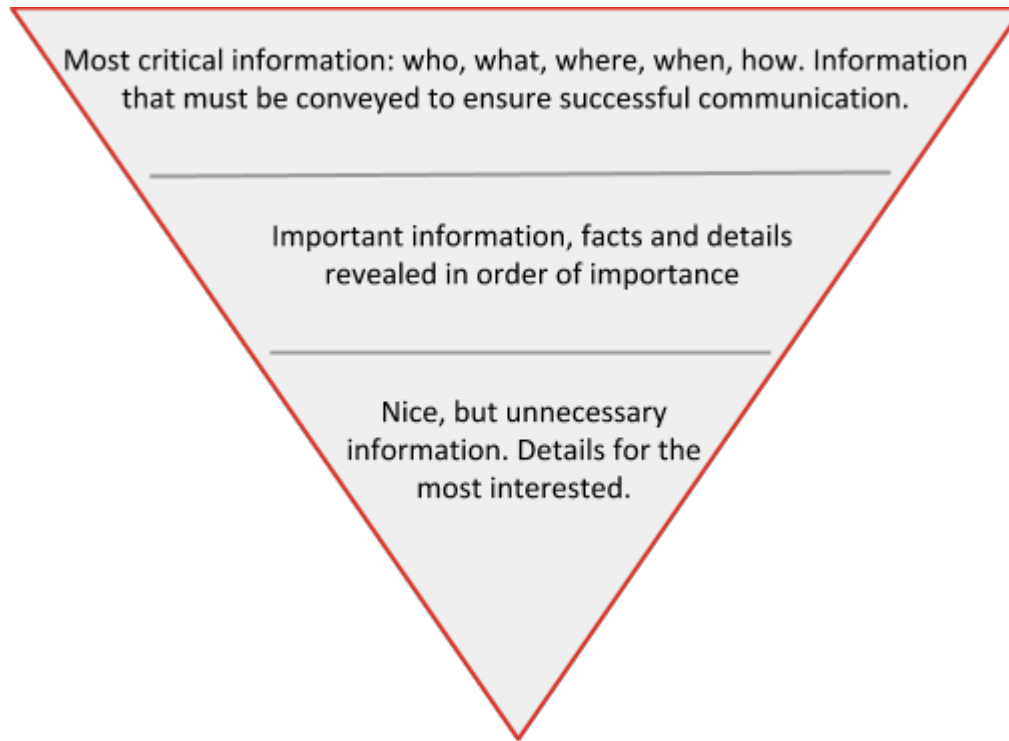 Most critical information: who, what, where, when, how. Information
that must be conveyed to ensure successful communication.
Important information, facts and details
revealed in order of importance
Nice, but unnecessary
information. Details for the
most interested.